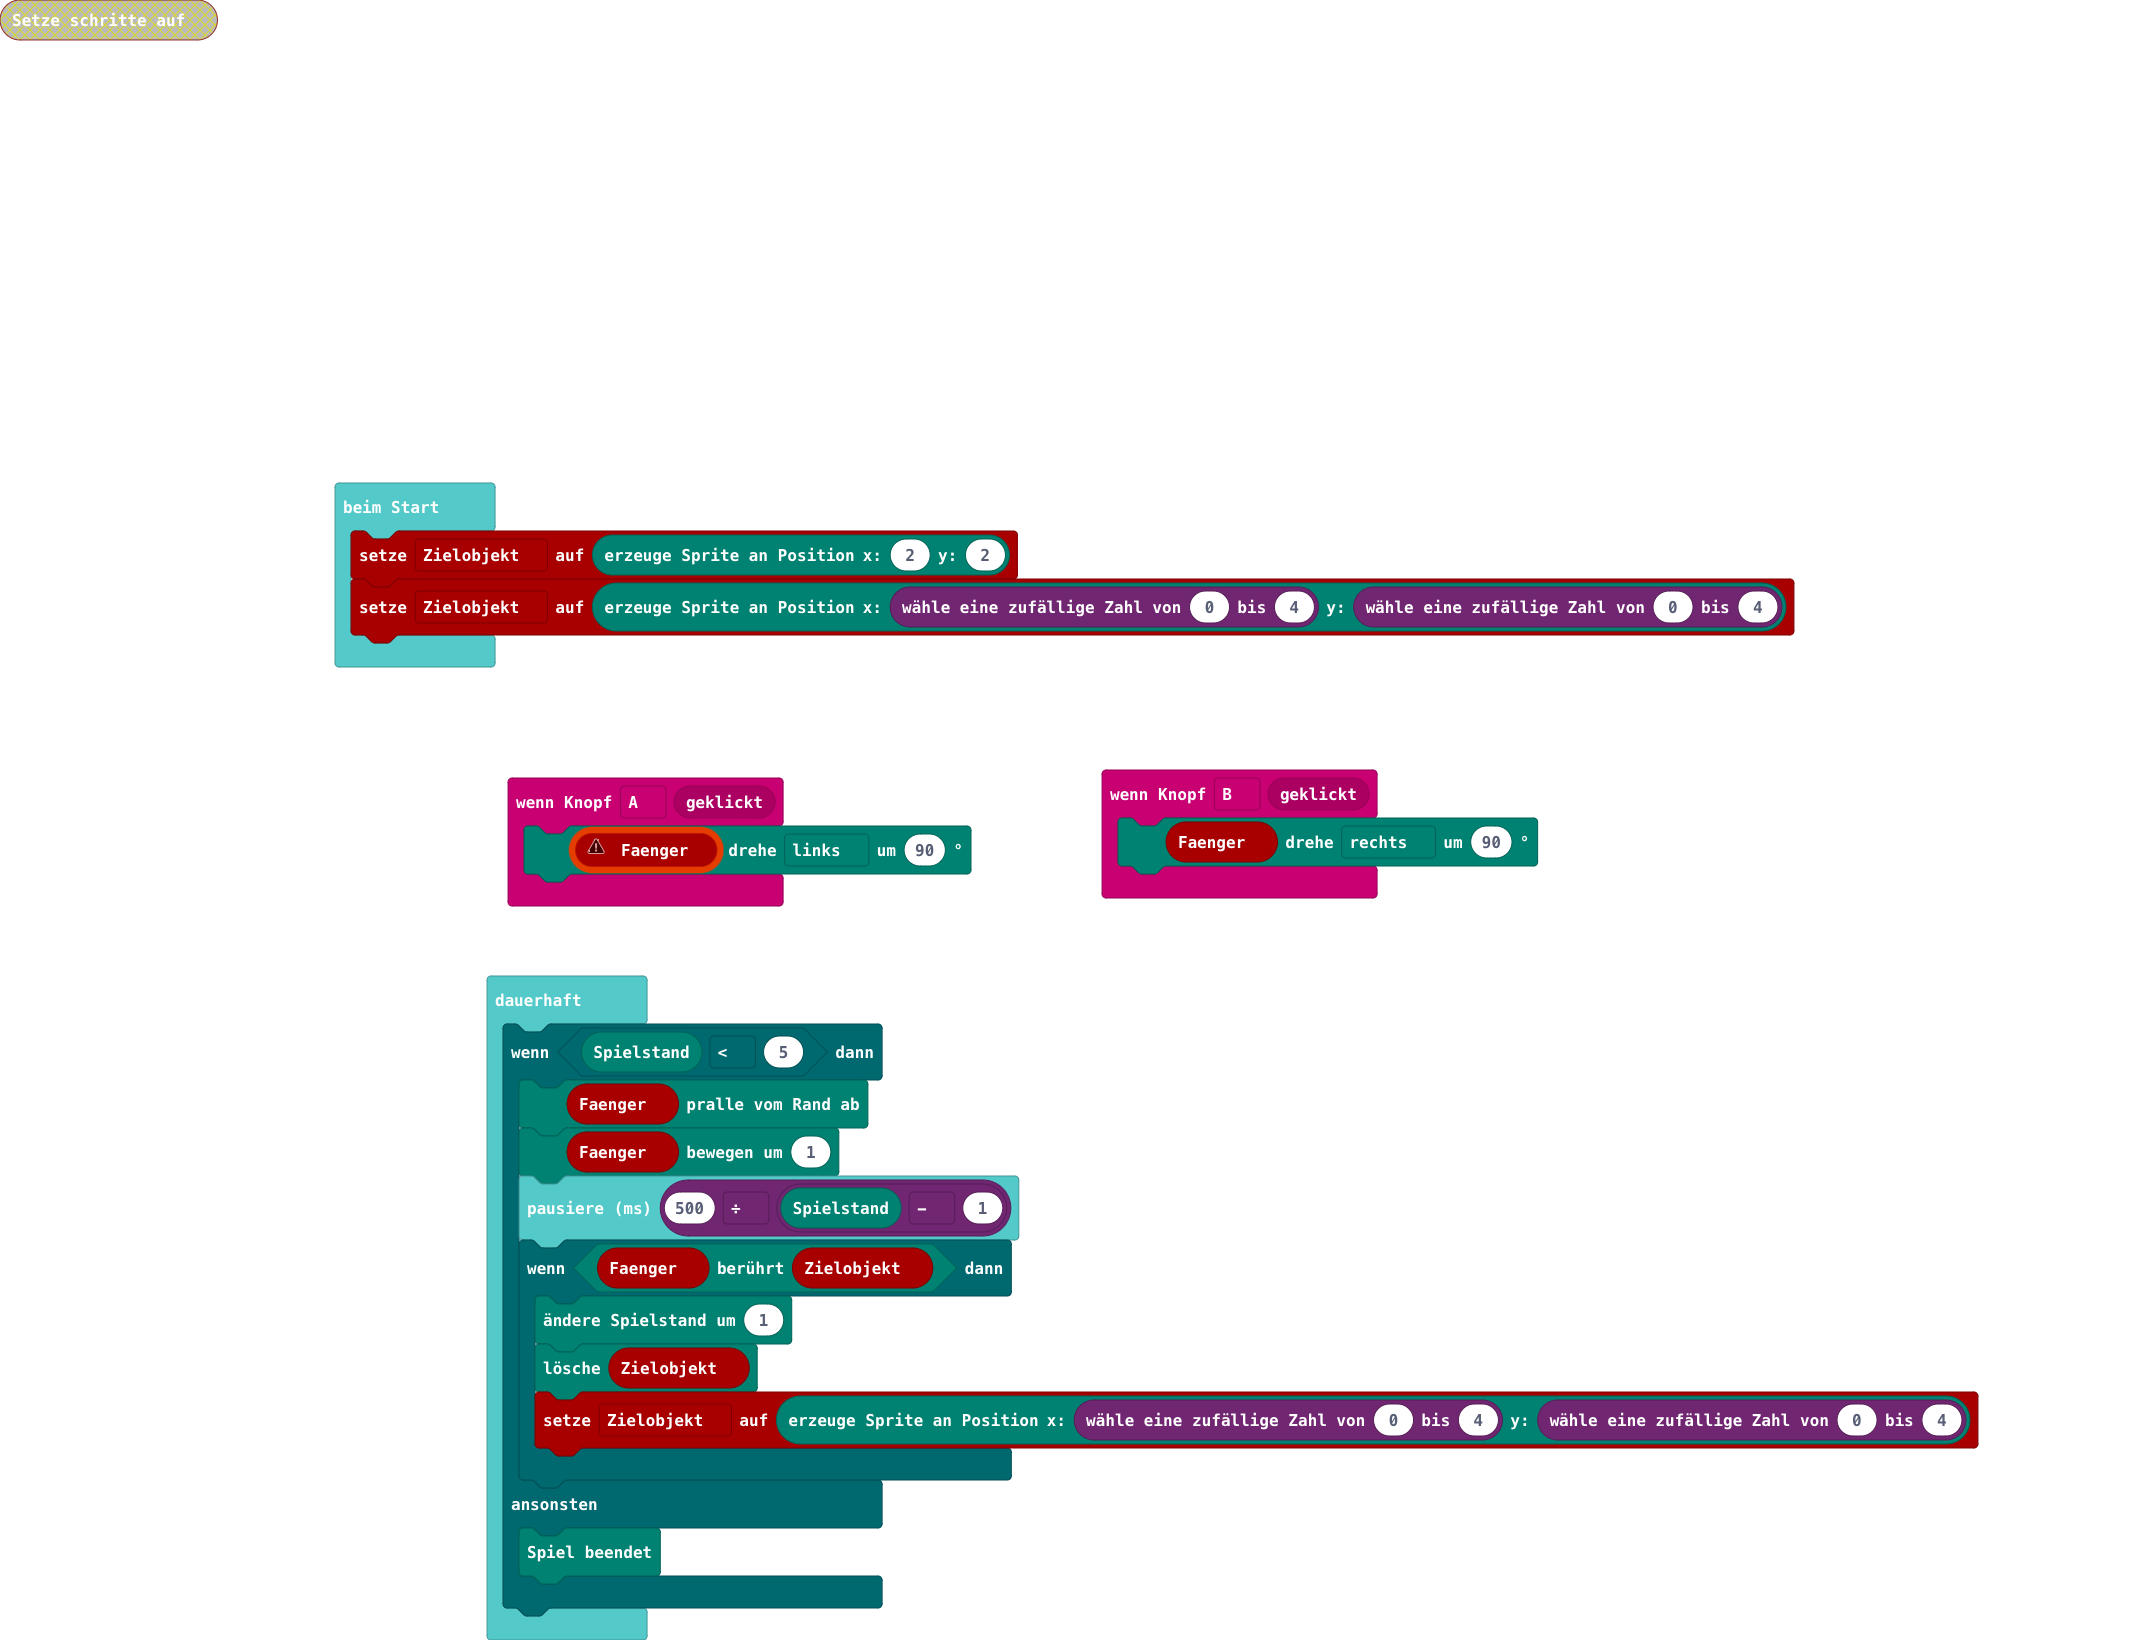 Setze schritte auf
beim Start
setze Zielobjekt auf erzeuge Sprite an Position x: 2 y: 2
setze Zielobjekt auf erzeuge Sprite an Position x: wähle eine zufällige Zahl von 0 bis 4 y: wähle eine zufällige Zahl von 0 bis 4
wenn Knopf A geklickt
Faenger drehe links um 90 °
wenn Knopf B geklickt
Faenger drehe rechts um 90 °
dauerhaft
wenn Spielstand < 5 dann
Faenger pralle vom Rand ab
Faenger bewegen um 1
pausiere (ms) 500 ÷ Spielstand - 1
wenn Faenger berührt Zielobjekt dann
ändere Spielstand um 1
lösche Zielobjekt
setze Zielobjekt auf erzeuge Sprite an Position x: wähle eine zufällige Zahl von 0 bis 4 y: wähle eine zufällige Zahl von 0 bis 4
ansonsten
Spiel beendet